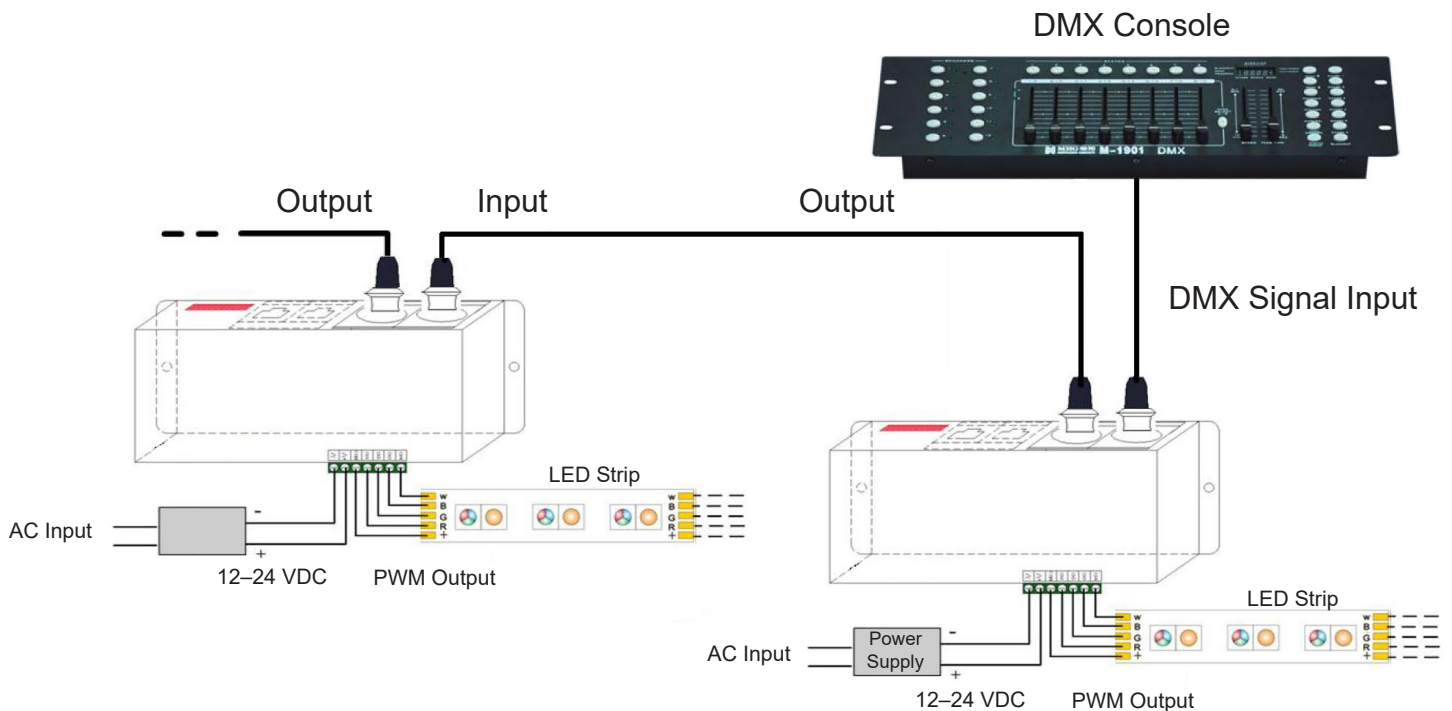 DMX Console
M-1901 DMX
Output
Input
Output
DMX Signal Input
LED Strip
W
B
G
R
+
W
B
G
R
+
AC Input
-
+
12–24 VDC
PWM Output
LED Strip
W
B
G
R
+
W
B
G
R
+
AC Input
Power
Supply
-
+
12–24 VDC
PWM Output